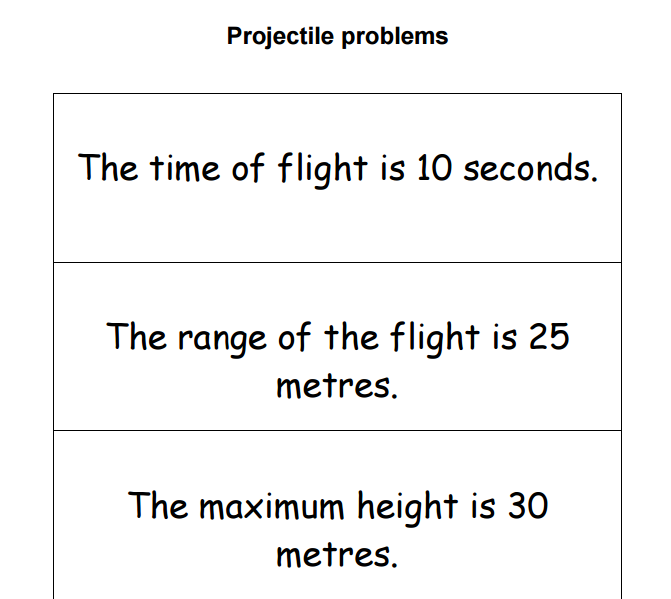 Projectile problems
The time of flight is 10 seconds.
The range of the flight is 25
metres.
The maximum height is 30
metres.